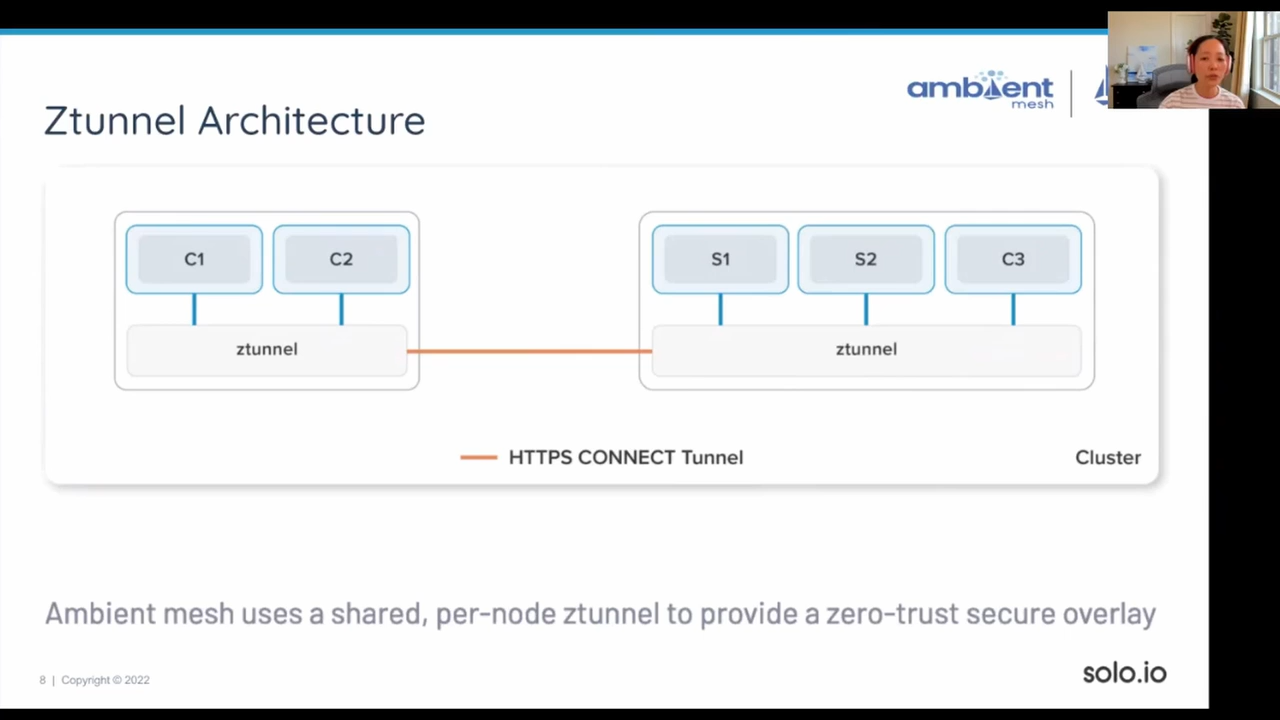 ambient
mesh
Ztunnel Architecture
C1
C2
S1
S2
C3
ztunnel
ztunnel
HTTPS CONNECT Tunnel
Cluster
Ambient mesh uses a shared, per-node ztunnel to provide a zero-trust secure overlay
8 | Copyright © 2022
solo.io